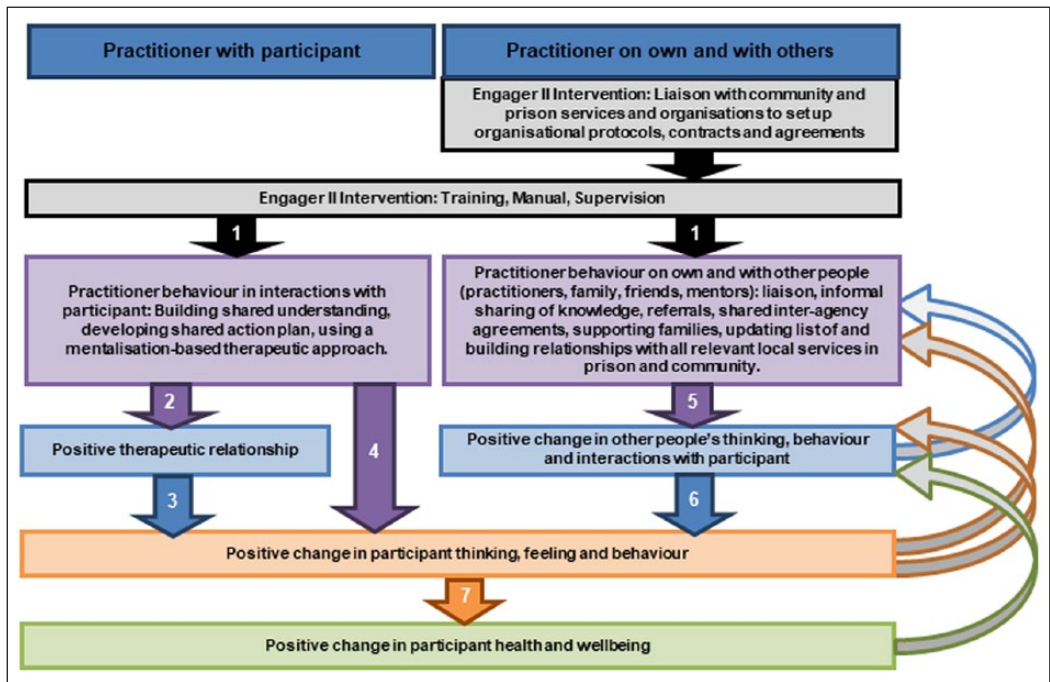 Practitioner with participant
Practitioner on own and with others
Engager II Intervention: Liaison with community and
prison services and organisations to set up
organisational protocols, contracts and agreements
Engager II Intervention: Training, Manual, Supervision
1
1
Practitioner behaviour in interactions with
participant: Building shared understanding,
developing shared action plan, using a
mentalisation-based therapeutic approach.
Practitioner behaviour on own and with other people
(practitioners, family, friends, mentors): liaison, informal
sharing of knowledge, referrals, shared inter-agency
agreements, supporting families, updating list of and
building relationships with all relevant local services in
prison and community.
2
4
5
Positive therapeutic relationship
Positive change in other people's thinking, behaviour
and interactions with participant
3
6
Positive change in participant thinking, feeling and behaviour
7
Positive change in participant health and wellbeing